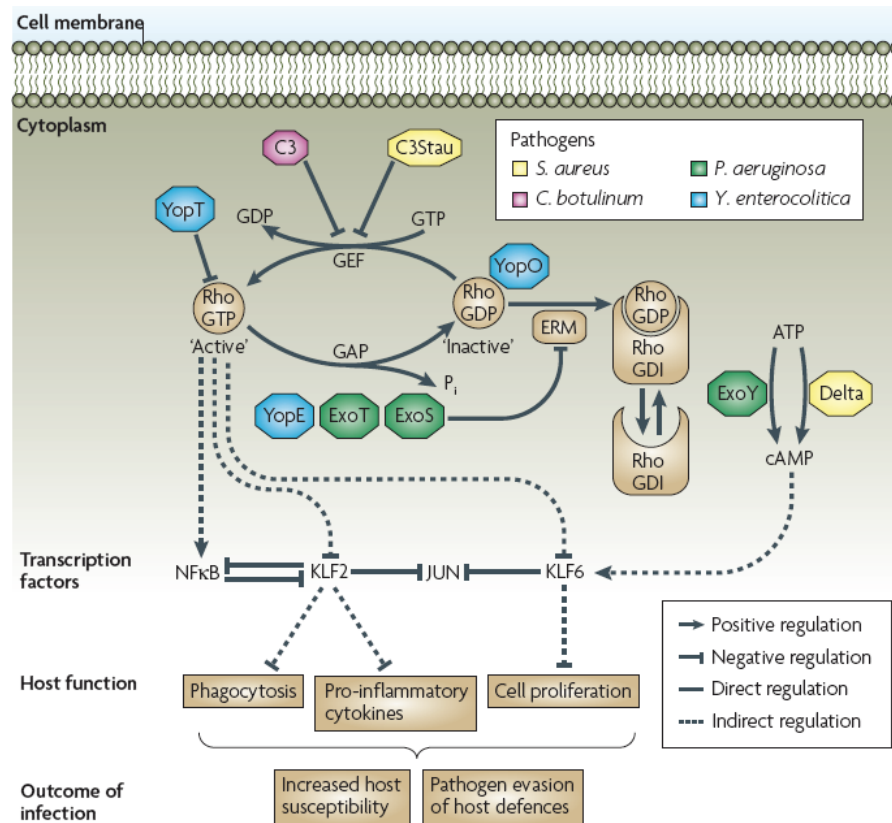 Cell membrane
Cytoplasm
Pathogens
S. aureus
P. aeruginosa
C. botulinum
Y. enterocolitica
C3
C3Stau
YopT
GDP
GTP
GEF
YopO
Rho
GTP
'Active'
Rho
GDP
'Inactive'
GAP
Pi
ERM
Rho
GDP
Rho
GDI
Rho
GDI
YopE
ExoT
ExoS
ATP
ExoY
Delta
cAMP
Transcription
factors
NFκB
KLF2
JUN
KLF6
Host function
Phagocytosis
Pro-inflammatory
cytokines
Cell proliferation
Positive regulation
Negative regulation
Direct regulation
Indirect regulation
Outcome of
infection
Increased host
susceptibility
Pathogen evasion
of host defences